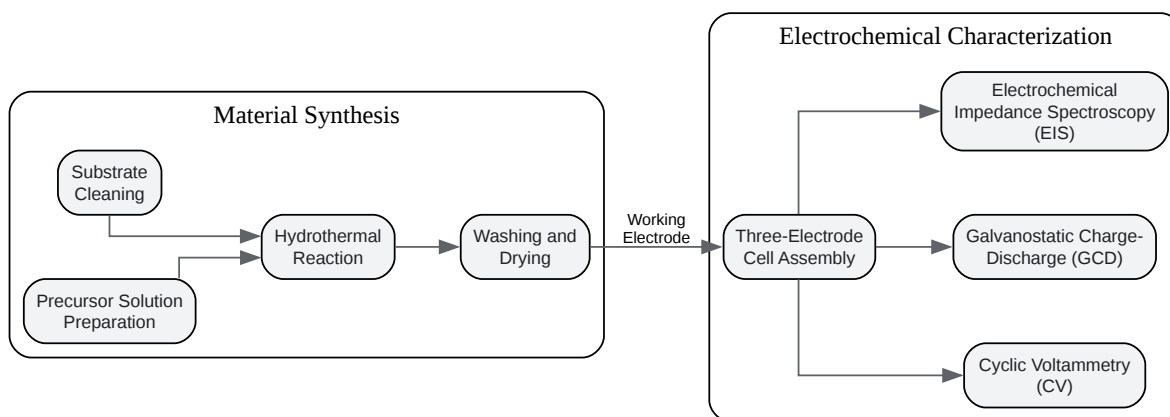 Material Synthesis
Substrate
Cleaning
Precursor Solution
Preparation
Hydrothermal
Reaction
Washing and
Drying
Working
Electrode
Electrochemical Characterization
Three-Electrode
Cell Assembly
Electrochemical
Impedance Spectroscopy
(EIS)
Galvanostatic Charge-
Discharge (GCD)
Cyclic Voltammetry
(CV)